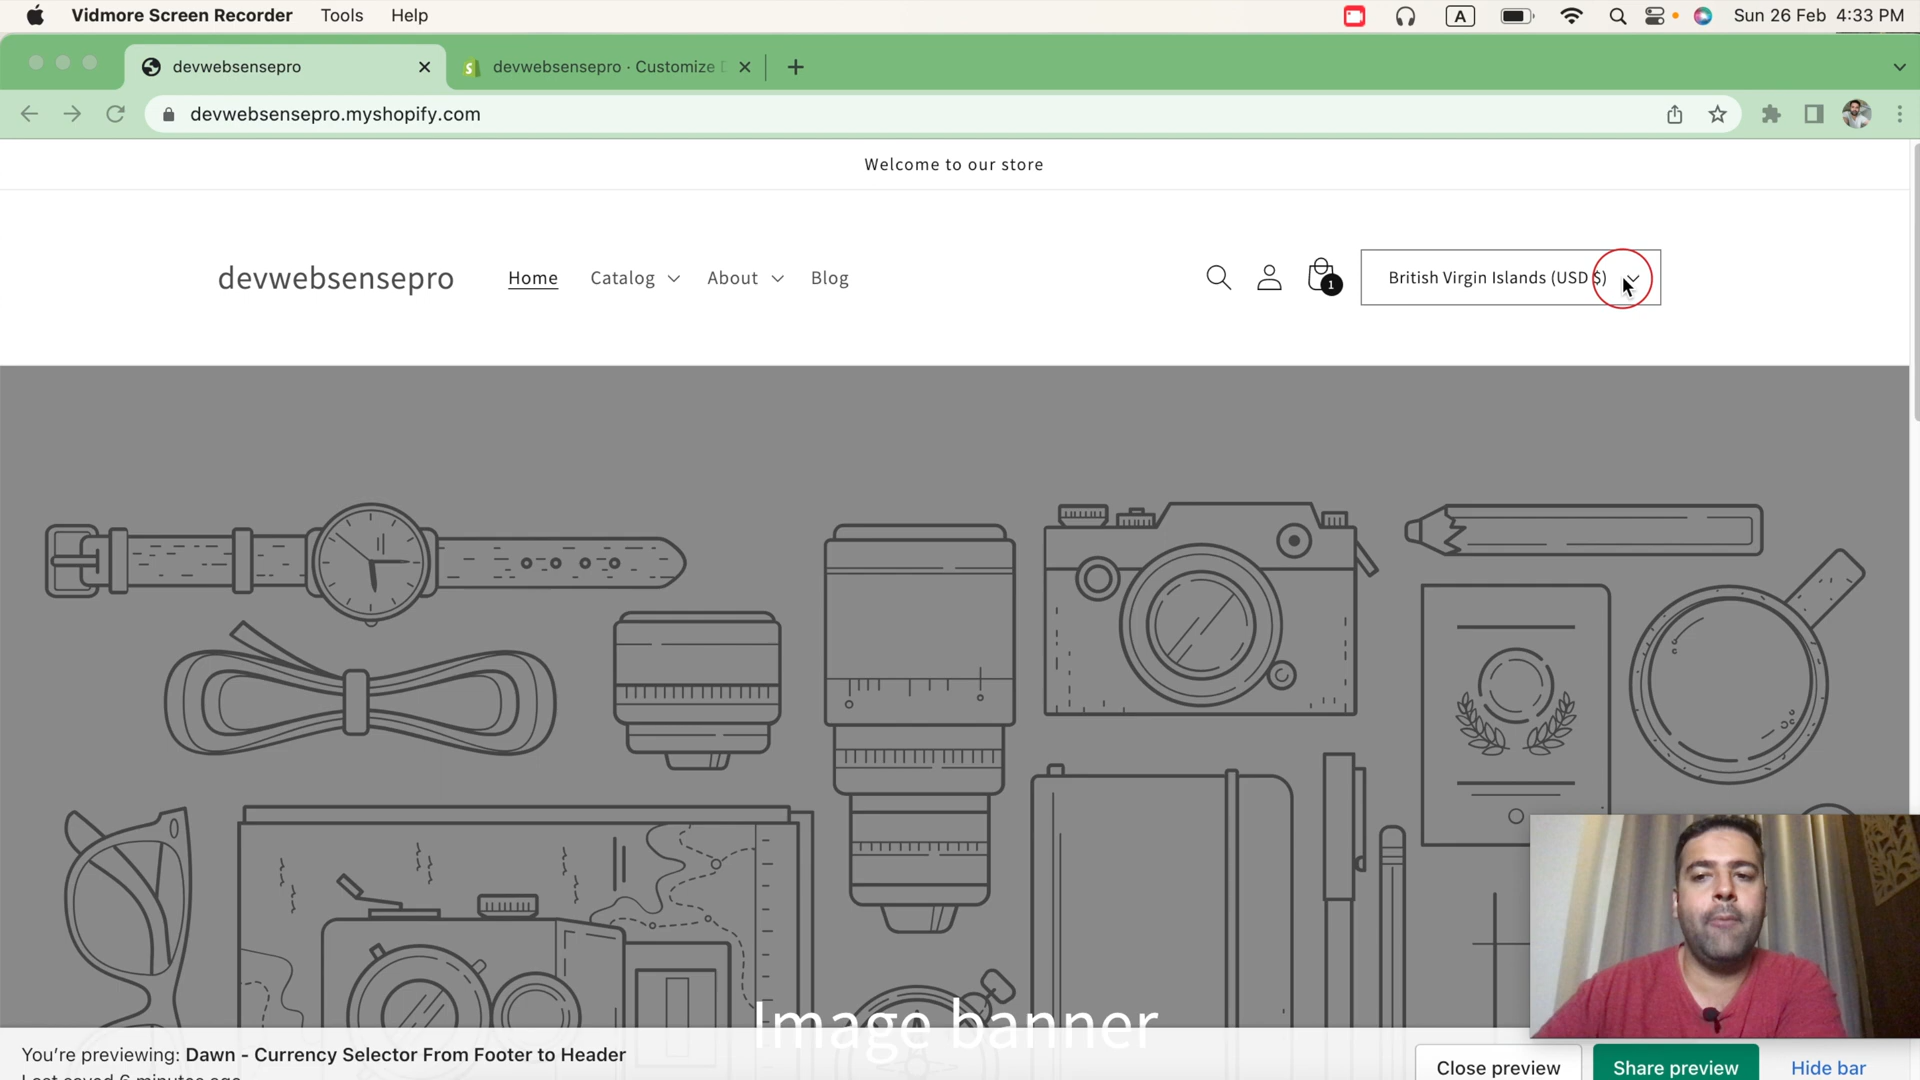 Vidmore Screen Recorder Tools Help A Sun 26 Feb 4:33 PM
devwebsensepro devwebsensepro · Customize
devwebsensepro.myshopify.com
Welcome to our store
devwebsensepro Home Catalog About Blog 1 British Virgin Islands (USD $)
Image banner
You're previewing: Dawn - Currency Selector From Footer to Header
Last saved 6 minutes ago
Close preview Share preview Hide bar